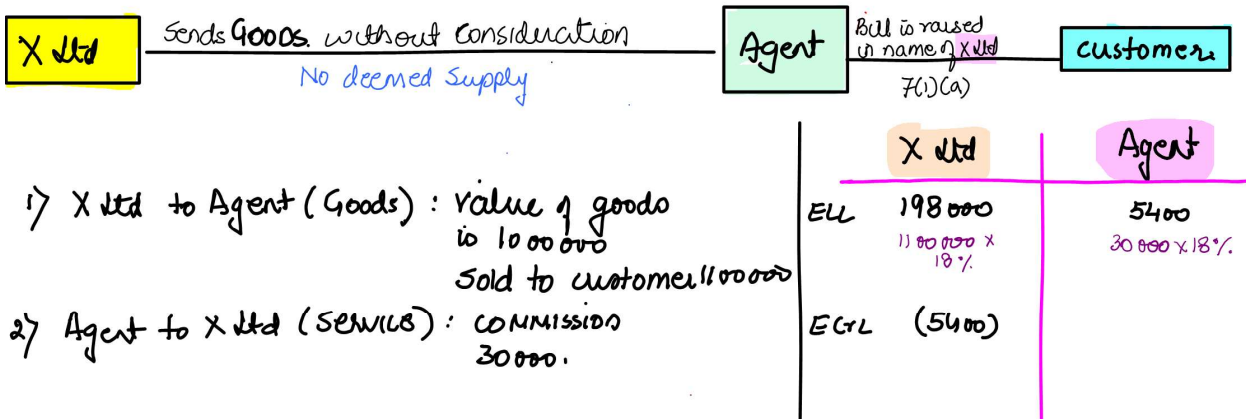 X Ltd
Sends Goods. without consideration
No deemed Supply
Agent
Bill is raised
in name of X Ltd
7(1)(a)
customer.
X Ltd
Agent
1) X Ltd to Agent (Goods) : value of goods
is 1000000
Sold to customer 1100000
2) Agent to X Ltd (service) : commission
30000.
ELL 198000 5400
1100000 x
18%
30000 x 18%
ECrL (5400)